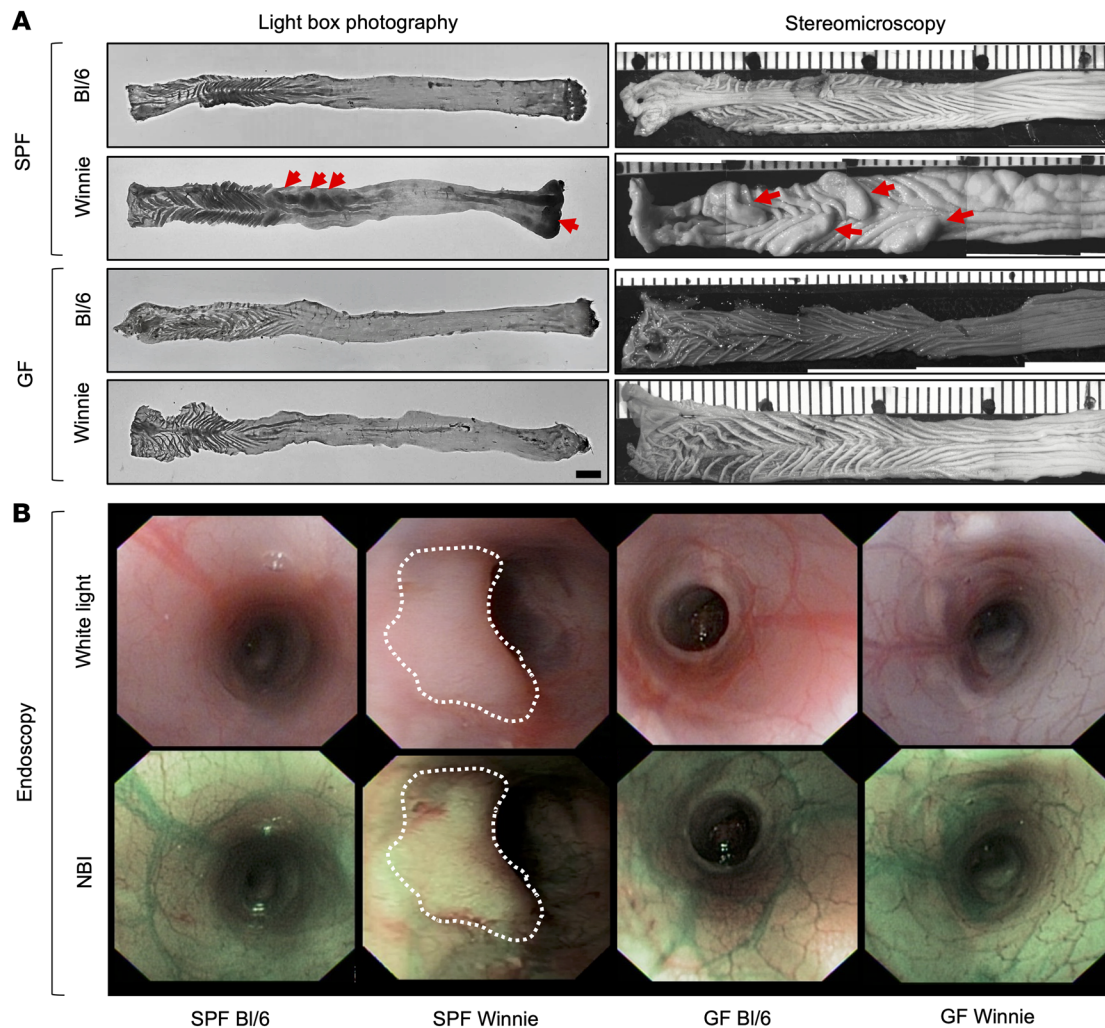 A
Light box photography
Stereomicroscopy
SPF
Bl/6
Winnie
GF
Bl/6
Winnie
B
Endoscopy
White light
NBI
SPF Bl/6
SPF Winnie
GF Bl/6
GF Winnie